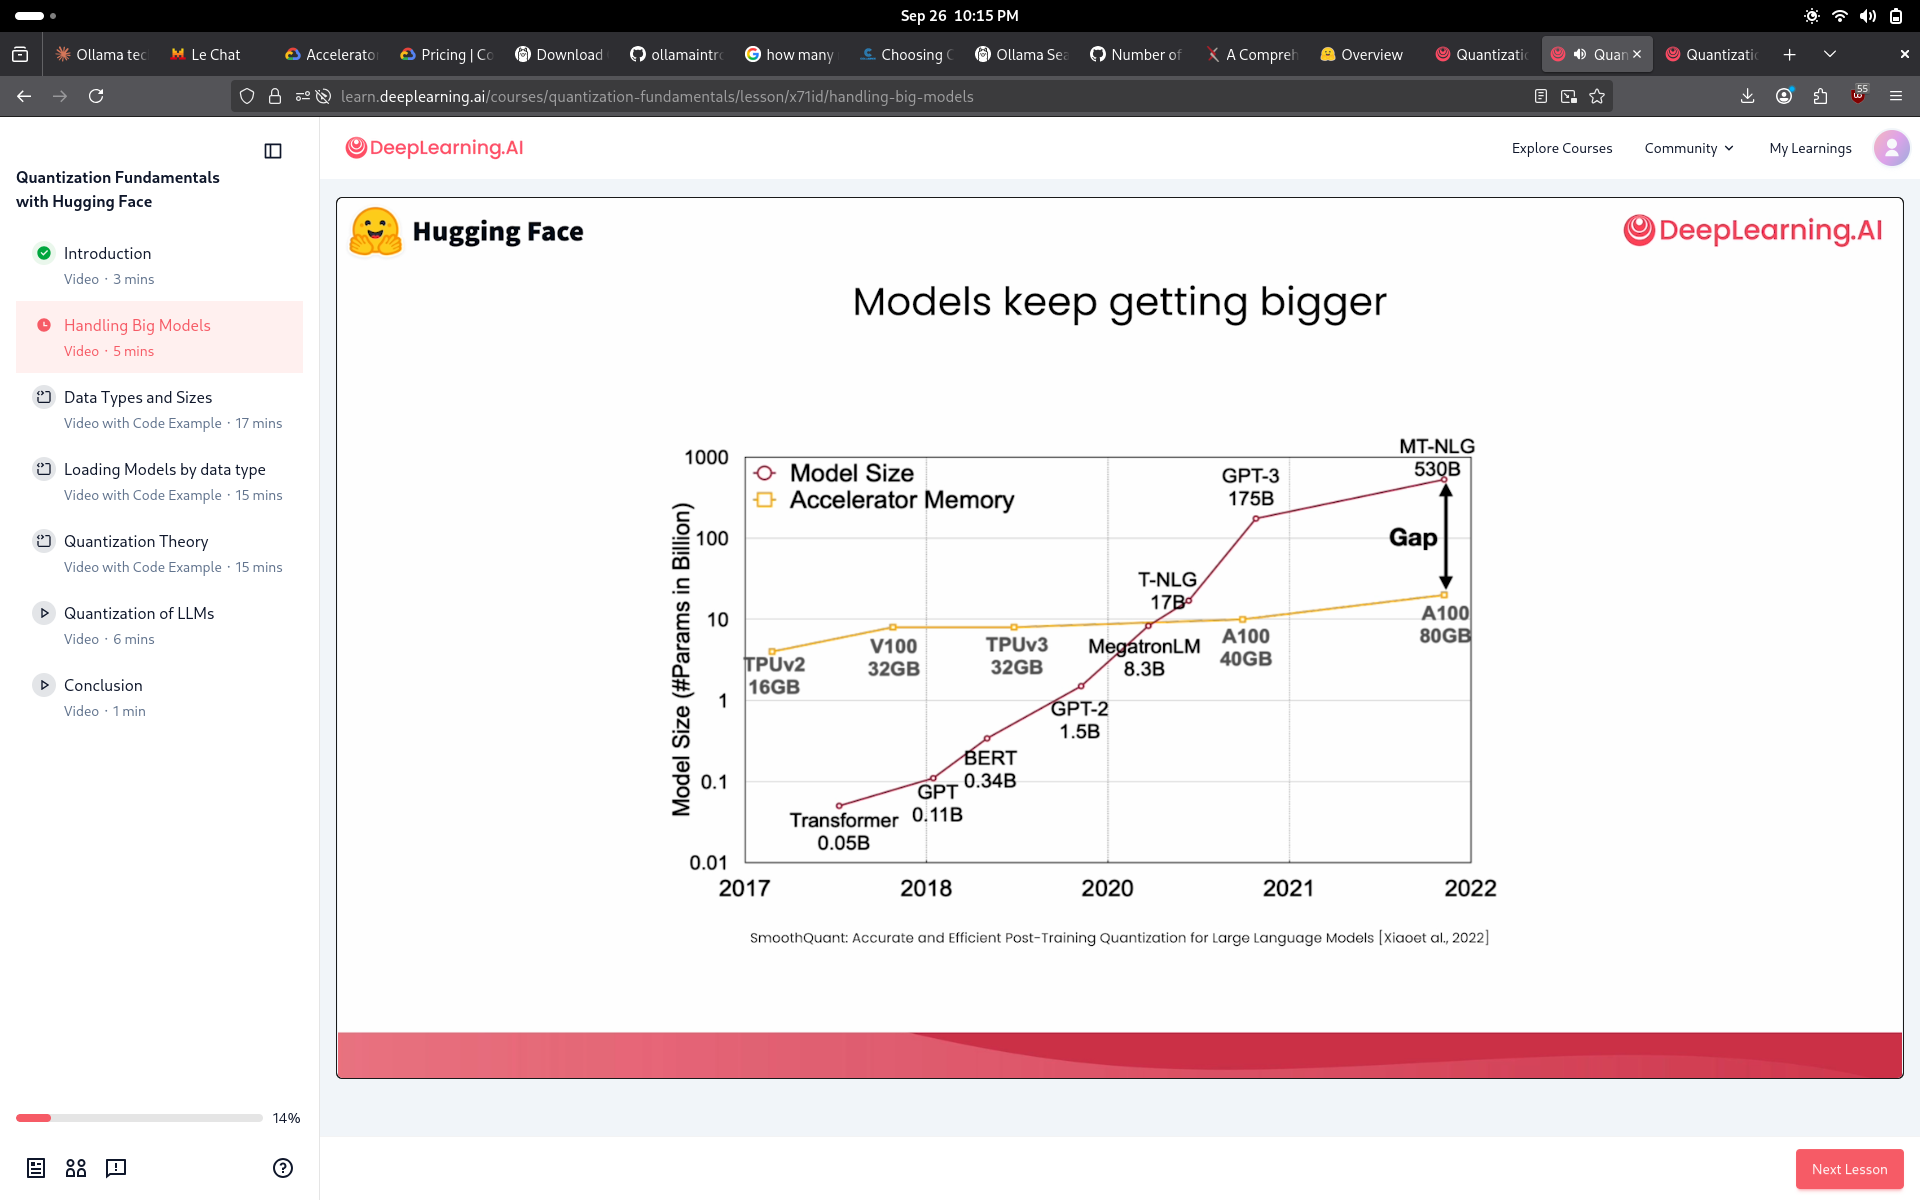 Sep 26 10:15 PM
Ollama tec
Le Chat
Accelerato
Pricing | Co
Download
ollamaintro
how many
Choosing
Ollama Sea
Number of
A Compreh
Overview
Quantizatio
Quan
Quantizatio
learn.deeplearning.ai/courses/quantization-fundamentals/lesson/x71id/handling-big-models
55
DeepLearning.AI
Explore Courses
Community
My Learnings
Quantization Fundamentals
with Hugging Face
Introduction
Video · 3 mins
Handling Big Models
Video · 5 mins
Data Types and Sizes
Video with Code Example · 17 mins
Loading Models by data type
Video with Code Example · 15 mins
Quantization Theory
Video with Code Example · 15 mins
Quantization of LLMs
Video · 6 mins
Conclusion
Video · 1 min
14%
Hugging Face
DeepLearning.AI
Models keep getting bigger
Model Size (#Params in Billion)
1000
100
10
1
0.1
0.01
Model Size
Accelerator Memory
MT-NLG
530B
GPT-3
175B
Gap
T-NLG
17B
A100
80GB
A100
40GB
MegatronLM
8.3B
TPUv3
32GB
V100
32GB
TPUv2
16GB
GPT-2
1.5B
BERT
0.34B
GPT
0.11B
Transformer
0.05B
2017
2018
2020
2021
2022
SmoothQuant: Accurate and Efficient Post-Training Quantization for Large Language Models [Xiaoet al., 2022]
Next Lesson